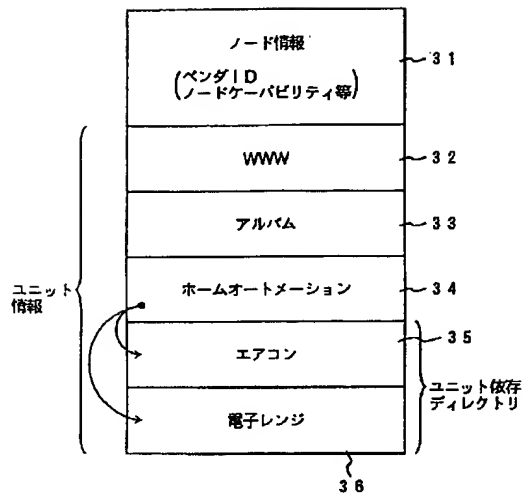 ノード情報
(ベンダID
ノードケーパビリティ等)
31
WWW
32
アルバム
33
ホームオートメーション
34
ユニット
情報
エアコン
35
電子レンジ
ユニット依存
ディレクトリ
36